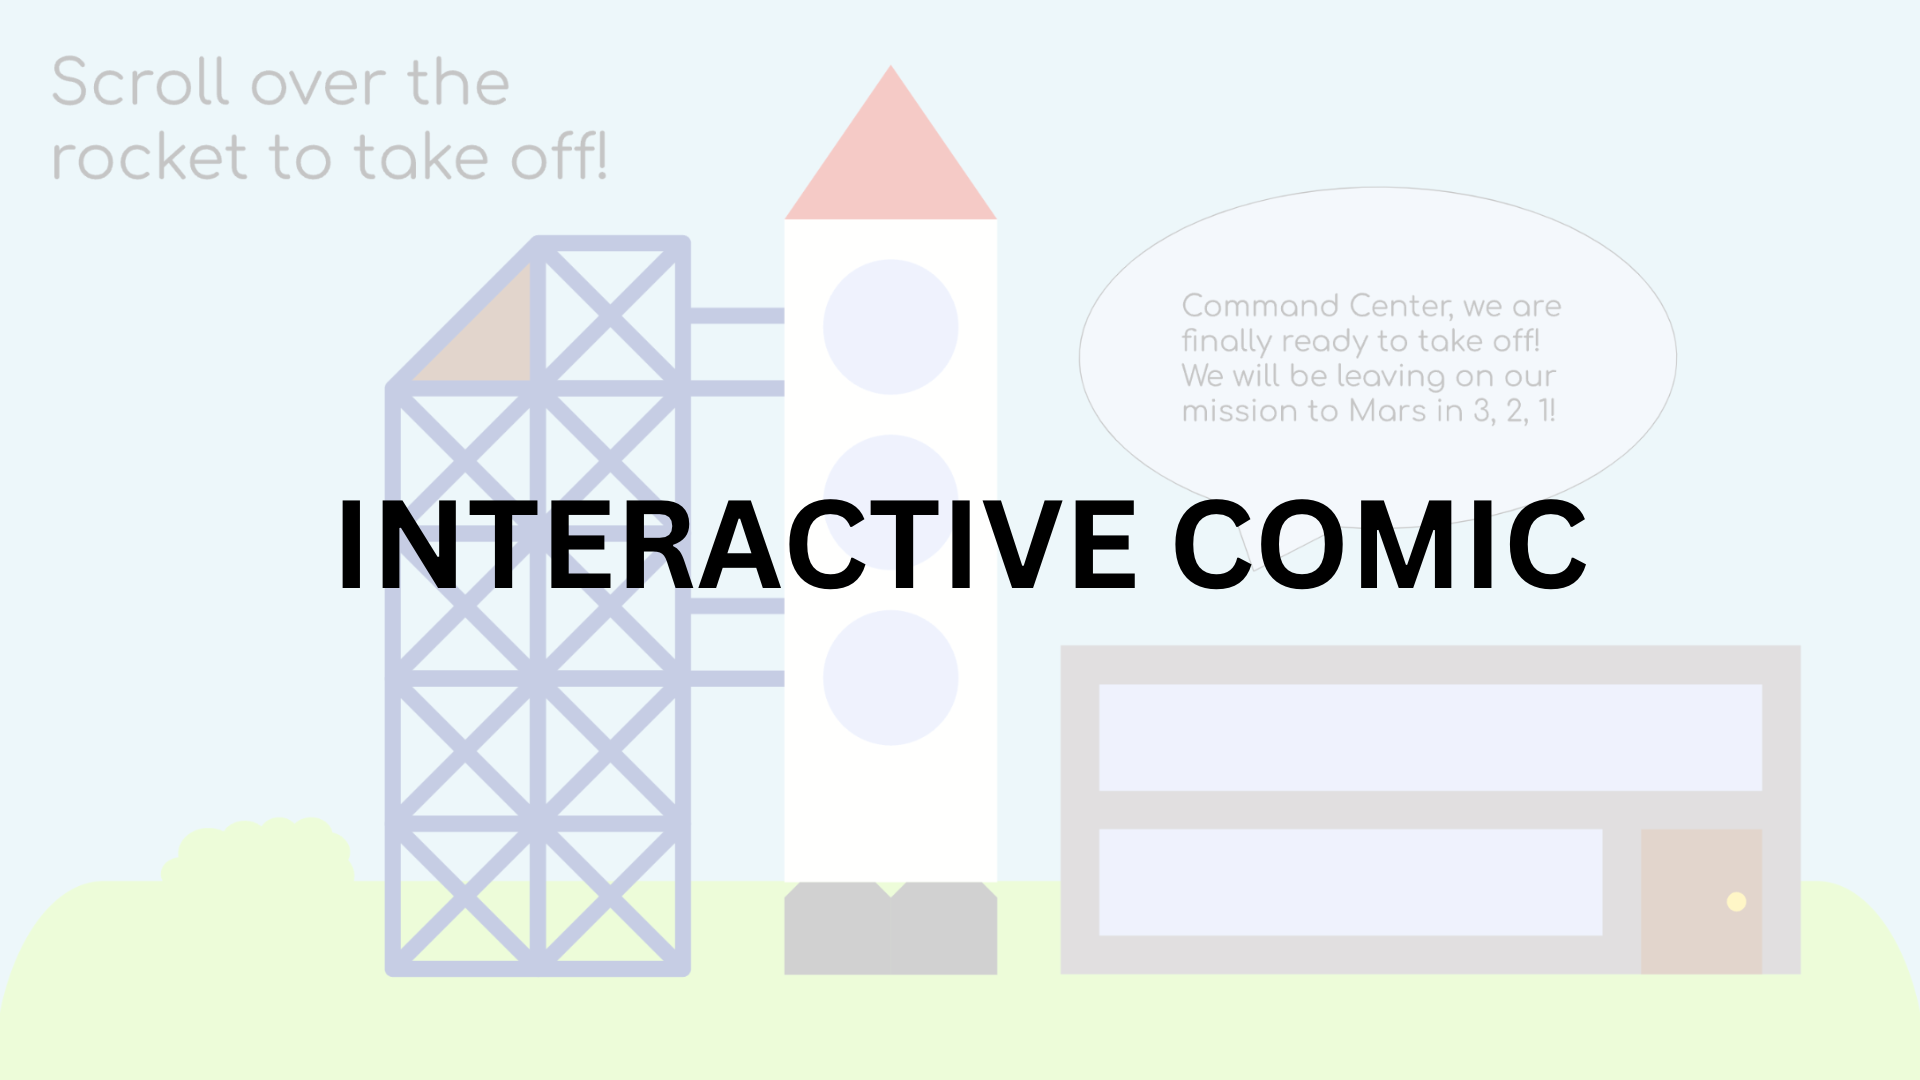 Scroll over the
rocket to take off!
Command Center, we are
finally ready to take off!
We will be leaving on our
mission to Mars in 3, 2, 1!
INTERACTIVE COMIC